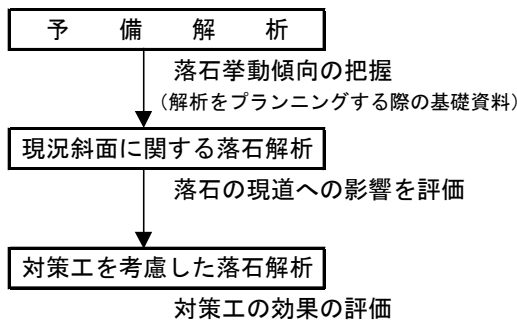 予備解析
落石挙動傾向の把握
（解析をプランニングする際の基礎資料）
現況斜面に関する落石解析
落石の現道への影響を評価
対策工を考慮した落石解析
対策工の効果の評価